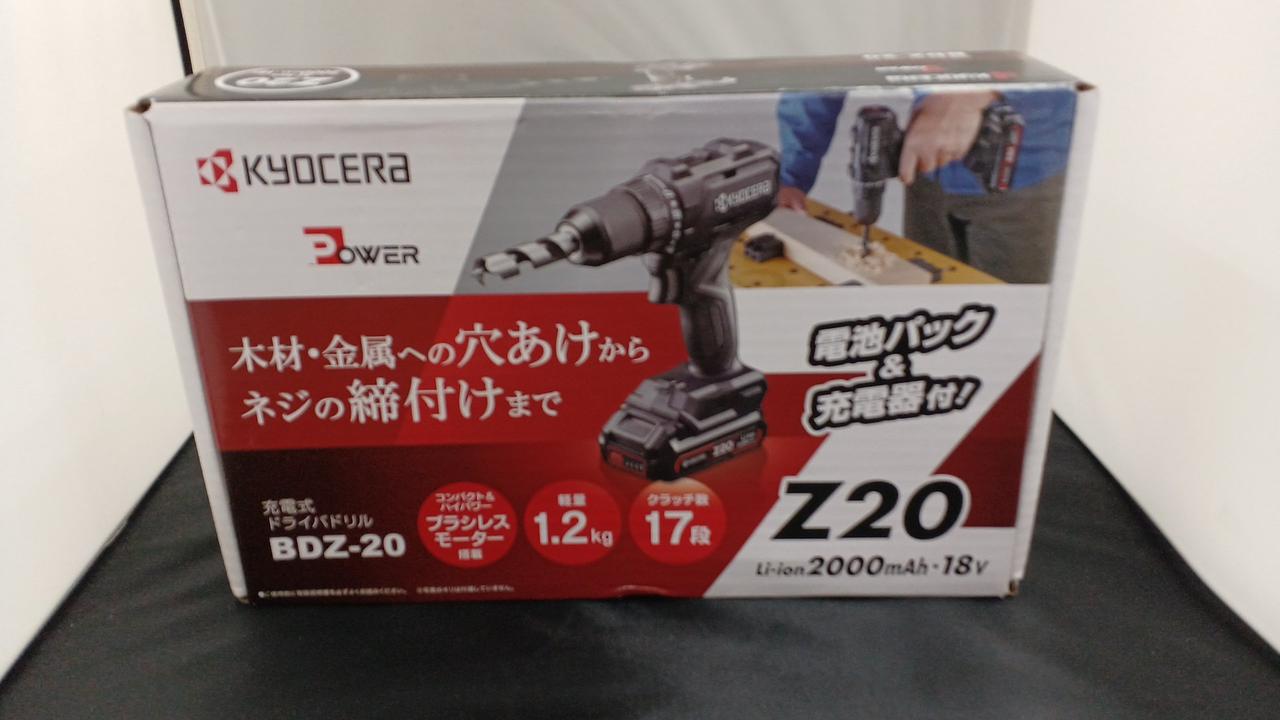 KYOCERA
POWER
KYOCERA
木材・金属への穴あけから
ネジの締付けまで
電池パック
&
充電器付!
Z20
充電式
ドライバドリル
BDZ-20
コンパクト&
ハイパワー
ブラシレス
モーター
搭載
軽量
1.2kg
クラッチ数
17段
Z20
Li-ion2000mAh・18V